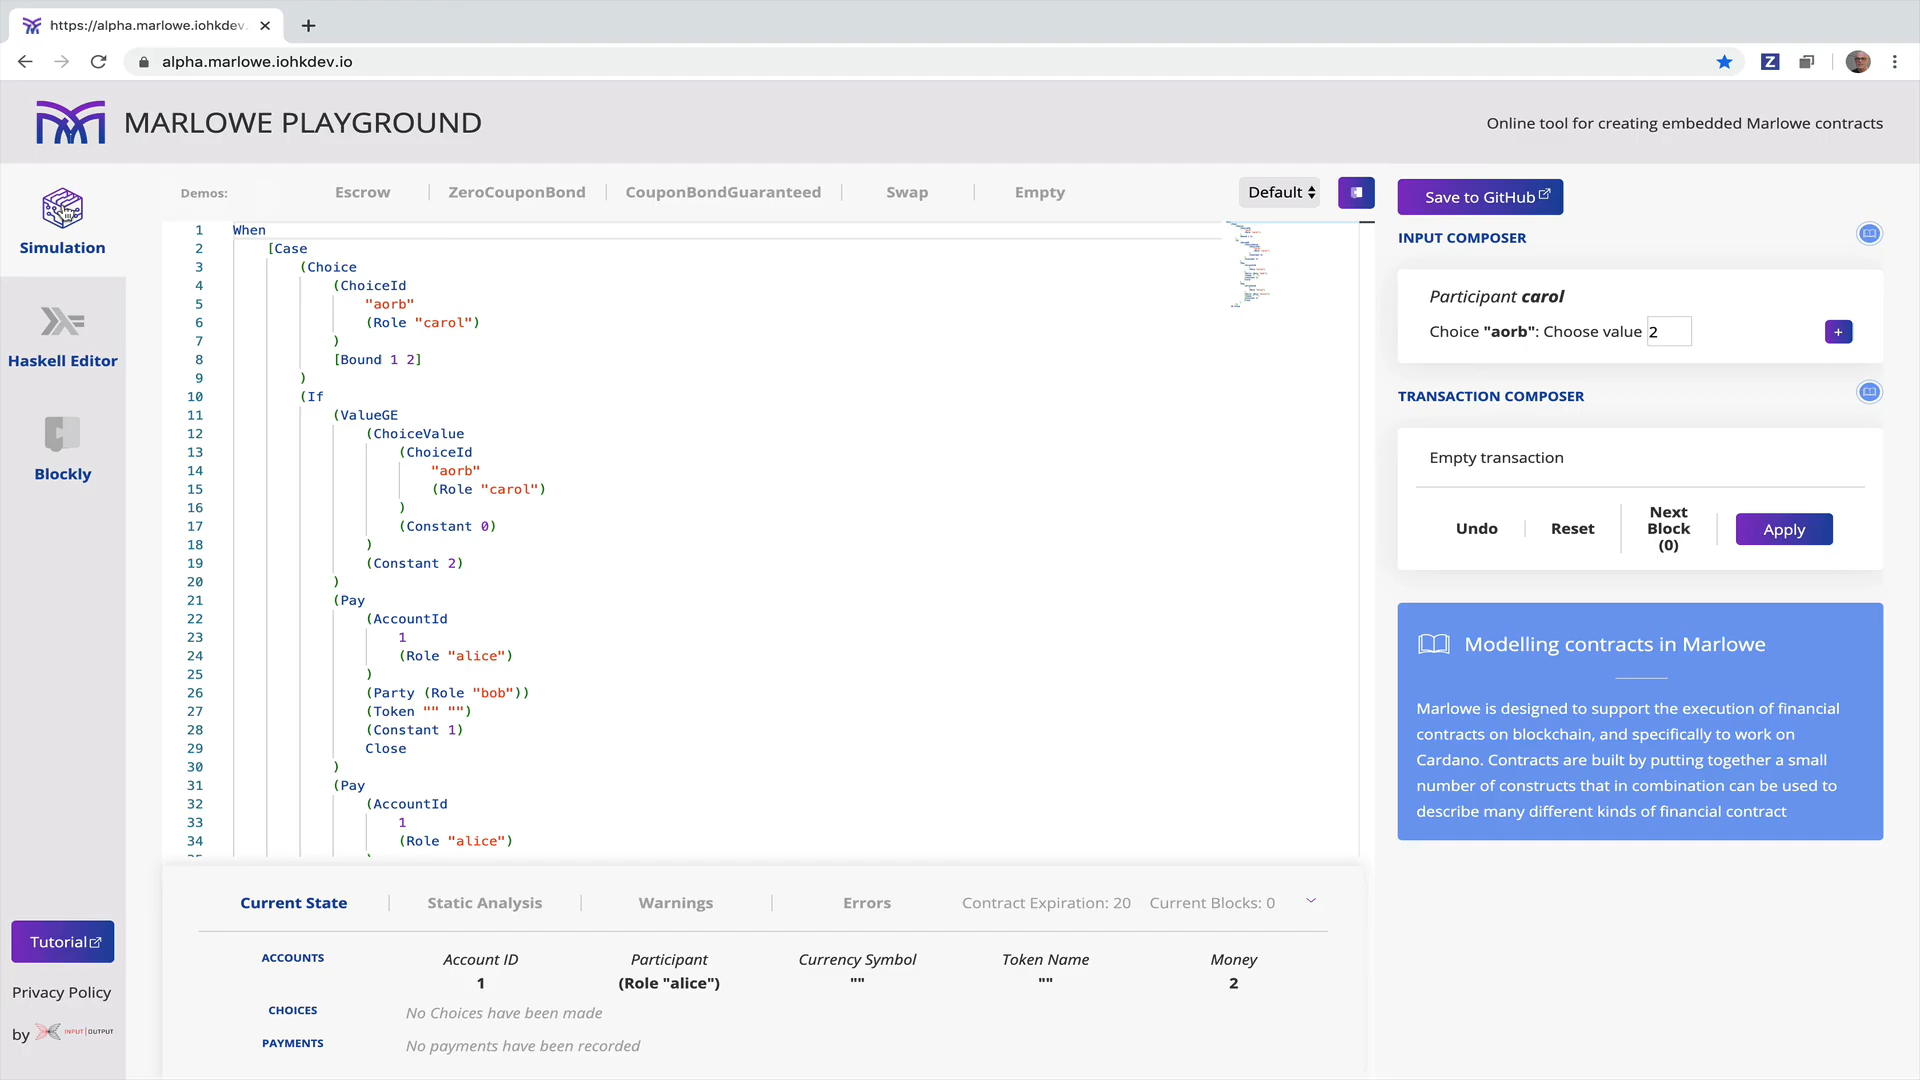 https://alpha.marlowe.iohkdev.
alpha.marlowe.iohkdev.io
MARLOWE PLAYGROUND
Online tool for creating embedded Marlowe contracts
Simulation
Haskell Editor
Blockly
Tutorial
Privacy Policy
by INPUT | OUTPUT
Demos: Escrow ZeroCouponBond CouponBondGuaranteed Swap Empty
Default
1 When
2 [Case
3 (Choice
4 (ChoiceId
5 "aorb"
6 (Role "carol")
7 )
8 [Bound 1 2]
9 )
10 (If
11 (ValueGE
12 (ChoiceValue
13 (ChoiceId
14 "aorb"
15 (Role "carol")
16 )
17 (Constant 0)
18 )
19 (Constant 2)
20 )
21 (Pay
22 (AccountId
23 1
24 (Role "alice")
25 )
26 (Party (Role "bob"))
27 (Token "" "")
28 (Constant 1)
29 Close
30 )
31 (Pay
32 (AccountId
33 1
34 (Role "alice")
Current State Static Analysis Warnings Errors Contract Expiration: 20 Current Blocks: 0
ACCOUNTS Account ID Participant Currency Symbol Token Name Money
1 (Role "alice") "" "" 2
CHOICES No Choices have been made
PAYMENTS No payments have been recorded
Save to GitHub
INPUT COMPOSER
Participant carol
Choice "aorb": Choose value 2
+
TRANSACTION COMPOSER
Empty transaction
Undo Reset Next Block (0) Apply
Modelling contracts in Marlowe
Marlowe is designed to support the execution of financial
contracts on blockchain, and specifically to work on
Cardano. Contracts are built by putting together a small
number of constructs that in combination can be used to
describe many different kinds of financial contract